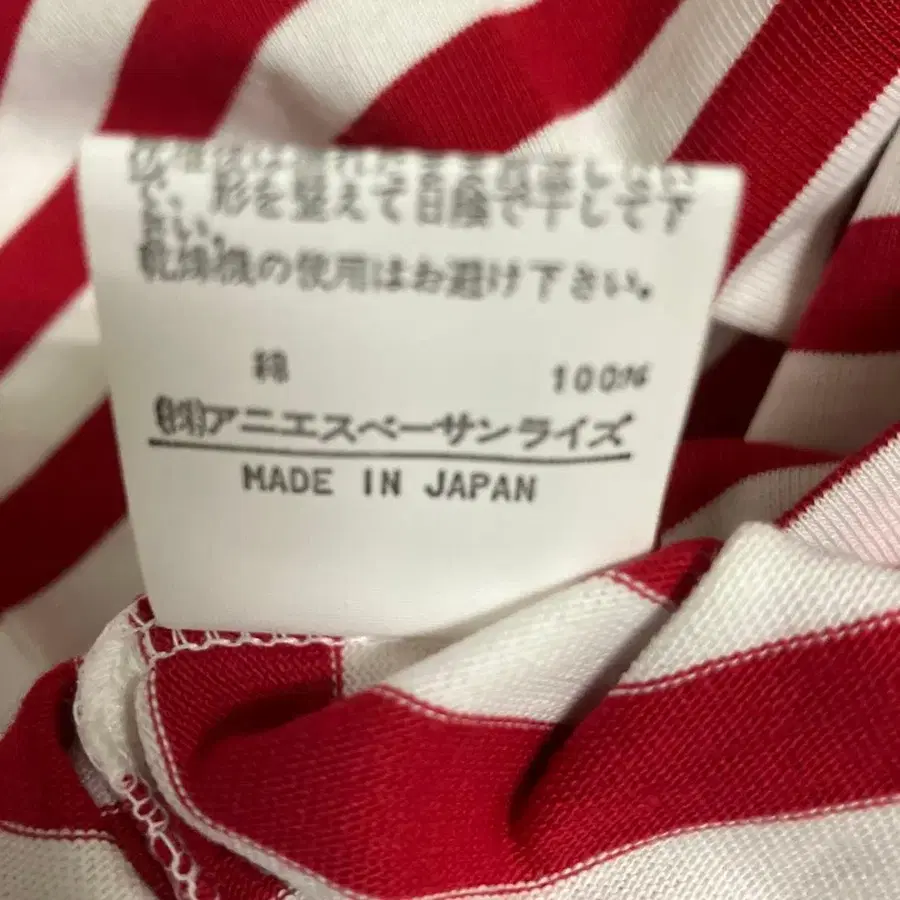 で、形を整えて日陰で干して下
さい。
乾燥機の使用はお避け下さい。
綿 100%
㈱アニエスベーサンライズ
MADE IN JAPAN